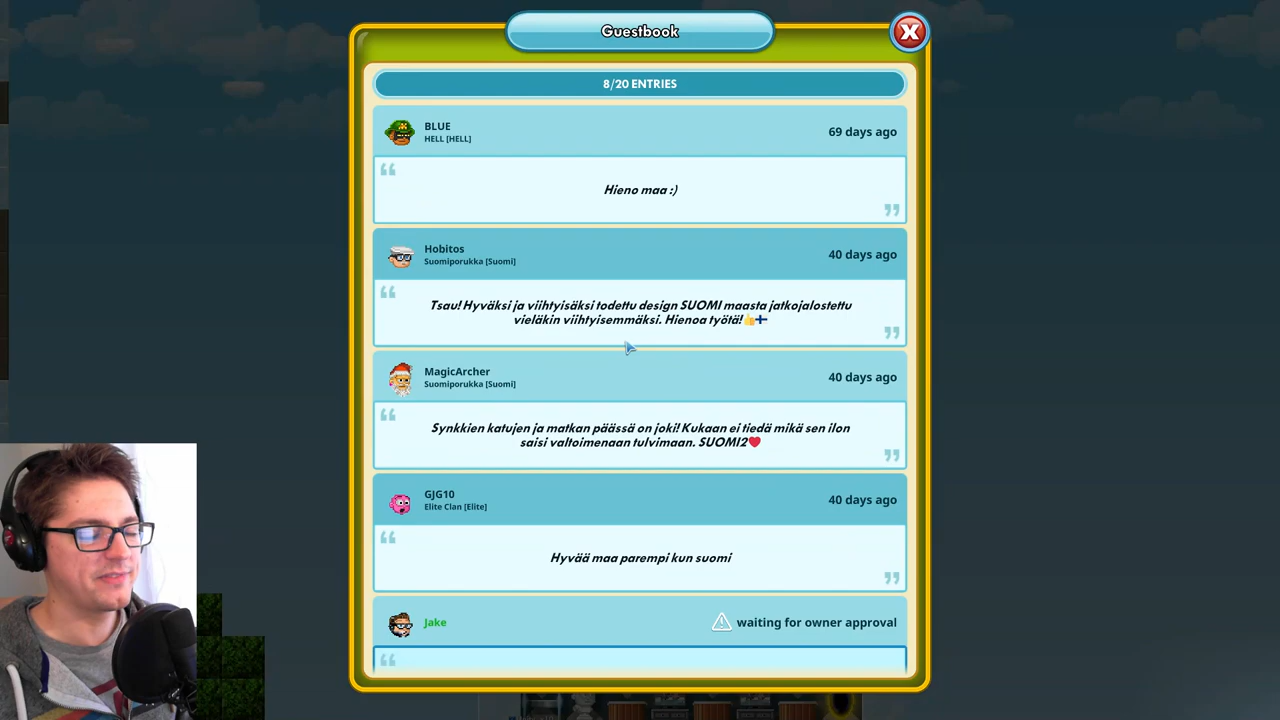 Guestbook
X
8/20 ENTRIES
BLUE
HELL [HELL]
69 days ago
Hieno maa :)
Hobitos
Suomiporukka [Suomi]
40 days ago
Tsau! Hyväksi ja viihtyisäksi todettu design SUOMI maasta jatkojalostettu
vieläkin viihtyisemmäksi. Hienoa työtä!👍🇫🇮
MagicArcher
Suomiporukka [Suomi]
40 days ago
Synkkien katujen ja matkan päässä on joki! Kukaan ei tiedä mikä sen ilon
saisi valtoimenaan tulvimaan. SUOMI2❤️
GJG10
Elite Clan [Elite]
40 days ago
Hyvää maa parempi kun suomi
Jake
waiting for owner approval